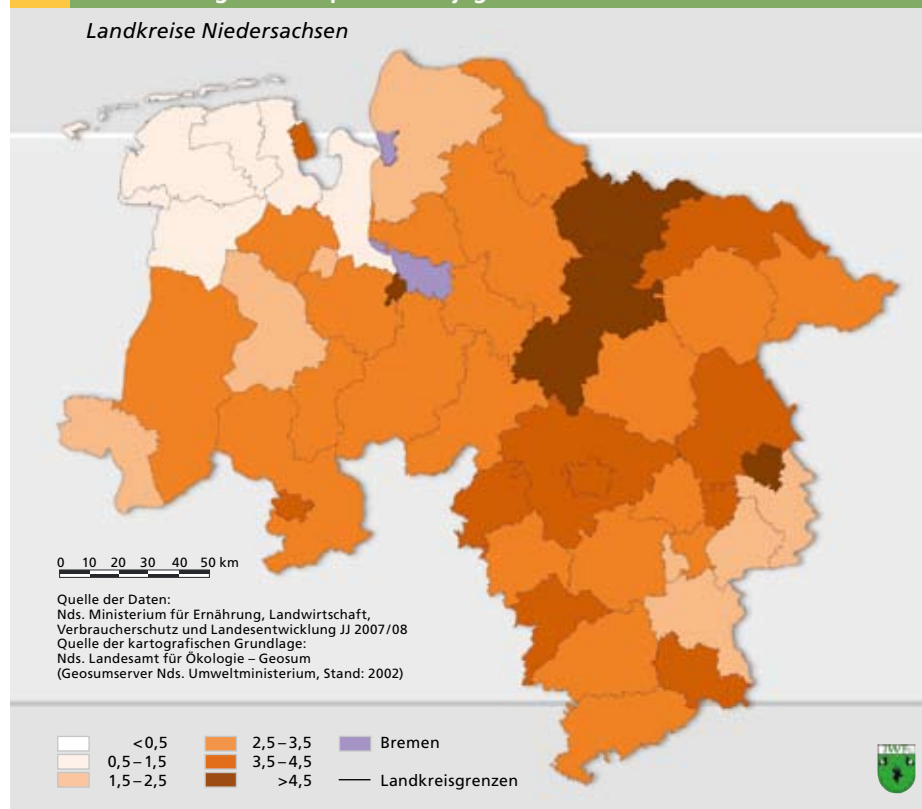 Landkreise Niedersachsen
0 10 20 30 40 50 km
Quelle der Daten:
Nds. Ministerium für Ernährung, Landwirtschaft,
Verbraucherschutz und Landesentwicklung JJ 2007/08
Quelle der kartografischen Grundlage:
Nds. Landesamt für Ökologie – Geosum
(Geosumserver Nds. Umweltministerium, Stand: 2002)
<0,5 2,5–3,5 Bremen
0,5–1,5 3,5–4,5
1,5–2,5 >4,5 Landkreisgrenzen